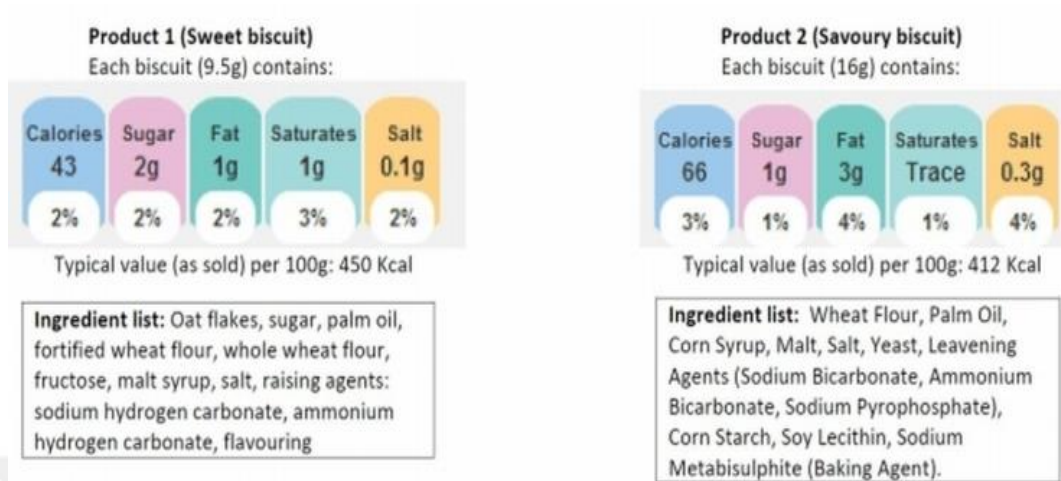 Product 1 (Sweet biscuit)
Each biscuit (9.5g) contains:
Calories Sugar Fat Saturates Salt
43 2g 1g 1g 0.1g
2% 2% 2% 3% 2%
Typical value (as sold) per 100g: 450 Kcal
Ingredient list: Oat flakes, sugar, palm oil,
fortified wheat flour, whole wheat flour,
fructose, malt syrup, salt, raising agents:
sodium hydrogen carbonate, ammonium
hydrogen carbonate, flavouring
Product 2 (Savoury biscuit)
Each biscuit (16g) contains:
Calories Sugar Fat Saturates Salt
66 1g 3g Trace 0.3g
3% 1% 4% 1% 4%
Typical value (as sold) per 100g: 412 Kcal
Ingredient list: Wheat Flour, Palm Oil,
Corn Syrup, Malt, Salt, Yeast, Leavening
Agents (Sodium Bicarbonate, Ammonium
Bicarbonate, Sodium Pyrophosphate),
Corn Starch, Soy Lecithin, Sodium
Metabisulphite (Baking Agent).